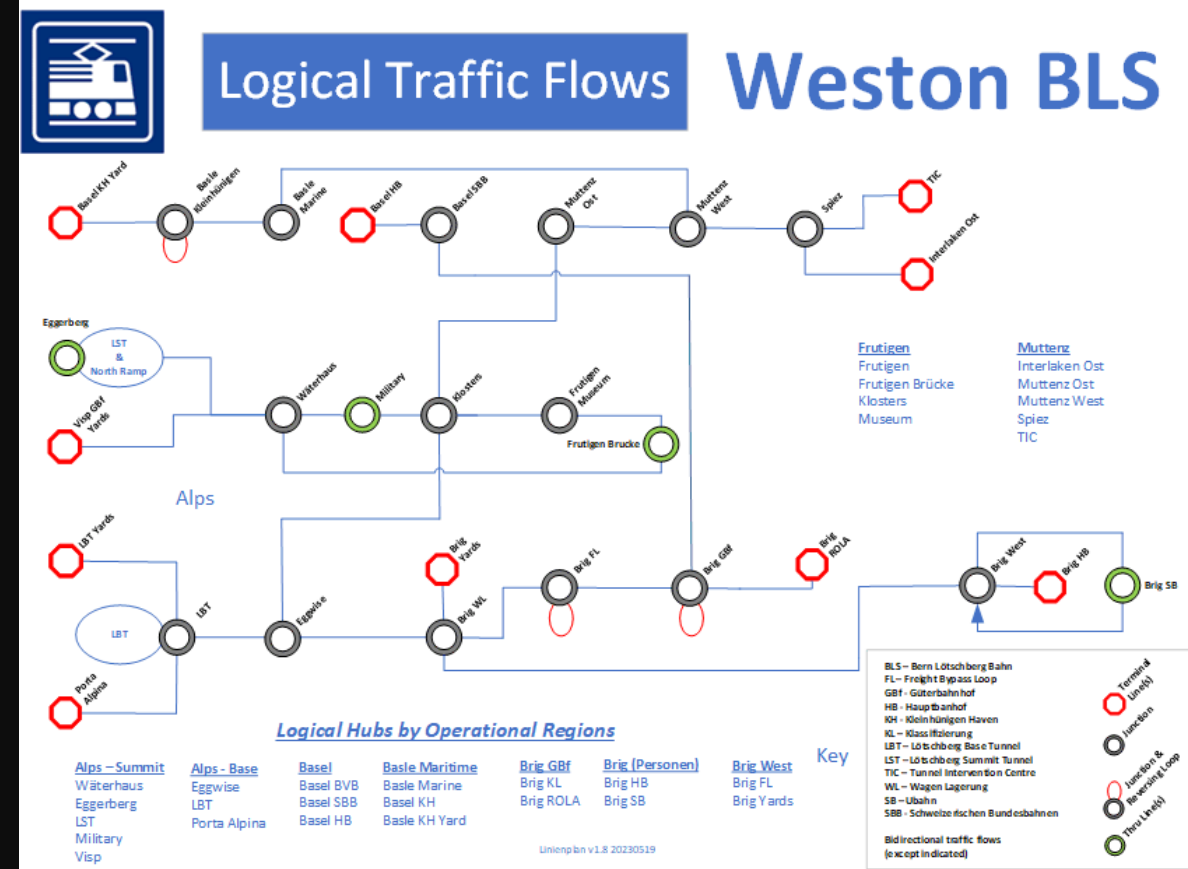 Logical Traffic Flows
Weston BLS
Basel KH Yard
Basle
Kleinhünigen
Basle
Marine
Basel HB
Basel SBB
Muttenz
Ost
Muttenz
West
Spiez
TIC
Interlaken Ost
Eggerberg
LST
&
North Ramp
Visp GBf
Yards
Wäterhaus
Military
Klosters
Frutigen
Museum
Frutigen Brucke
Frutigen
Frutigen
Frutigen Brücke
Klosters
Museum
Muttenz
Interlaken Ost
Muttenz Ost
Muttenz West
Spiez
TIC
Alps
LBT Yards
LBT
LBT
Porta
Alpina
Eggwise
Brig
Yards
Brig WL
Brig FL
Brig GBf
Brig
ROLA
Brig West
Brig HB
Brig SB
Logical Hubs by Operational Regions
Alps – Summit
Wäterhaus
Eggerberg
LST
Military
Visp
Alps - Base
Eggwise
LBT
Porta Alpina
Basel
Basel BVB
Basel SBB
Basel HB
Basle Maritime
Basle Marine
Basel KH
Basle KH Yard
Brig GBf
Brig KL
Brig ROLA
Brig (Personen)
Brig HB
Brig SB
Brig West
Brig FL
Brig Yards
Linienplan v1.8 20230519
Key
BLS – Bern Lötschberg Bahn
FL – Freight Bypass Loop
GBf - Güterbahnhof
HB - Hauptbanhof
KH - Kleinhünigen Haven
KL – Klassifizierung
LBT – Lötschberg Base Tunnel
LST – Lötschberg Summit Tunnel
TIC – Tunnel Intervention Centre
WL – Wagen Lagerung
SB – Ubahn
SBB - Schweizerischen Bundesbahnen
Bidirectional traffic flows
(except indicated)
Terminal
Line(s)
Junction
Junction &
Reversing Loop
Thru Line(s)